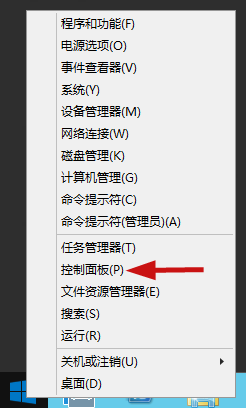 程序和功能(F)
电源选项(O)
事件查看器(V)
系统(Y)
设备管理器(M)
网络连接(W)
磁盘管理(K)
计算机管理(G)
命令提示符(C)
命令提示符(管理员)(A)
任务管理器(T)
控制面板(P)
文件资源管理器(E)
搜索(S)
运行(R)
关机或注销(U)
桌面(D)